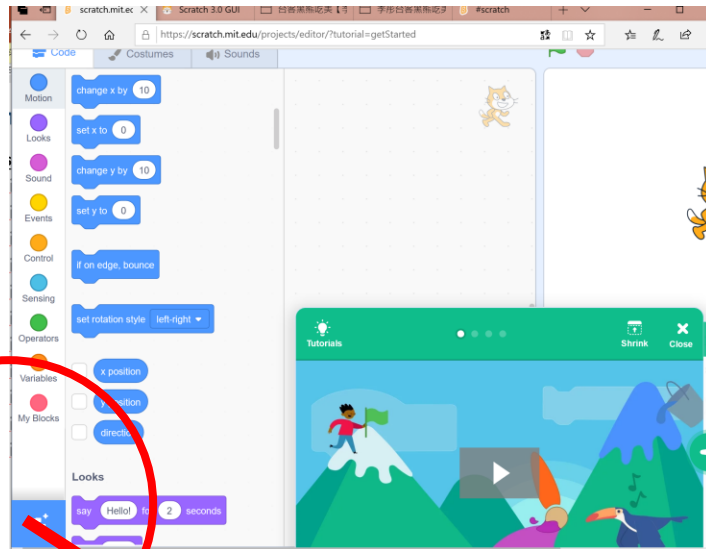 scratch.mit.ec
Scratch 3.0 GUI
#scratch
https://scratch.mit.edu/projects/editor/?tutorial=getStarted
Code
Costumes
Sounds
Motion
Looks
Sound
Events
Control
Sensing
Operators
Variables
My Blocks
change x by 10
set x to 0
change y by 10
set y to 0
if on edge, bounce
set rotation style left-right
x position
y position
direction
Looks
say Hello! for 2 seconds
Tutorials
Shrink
Close